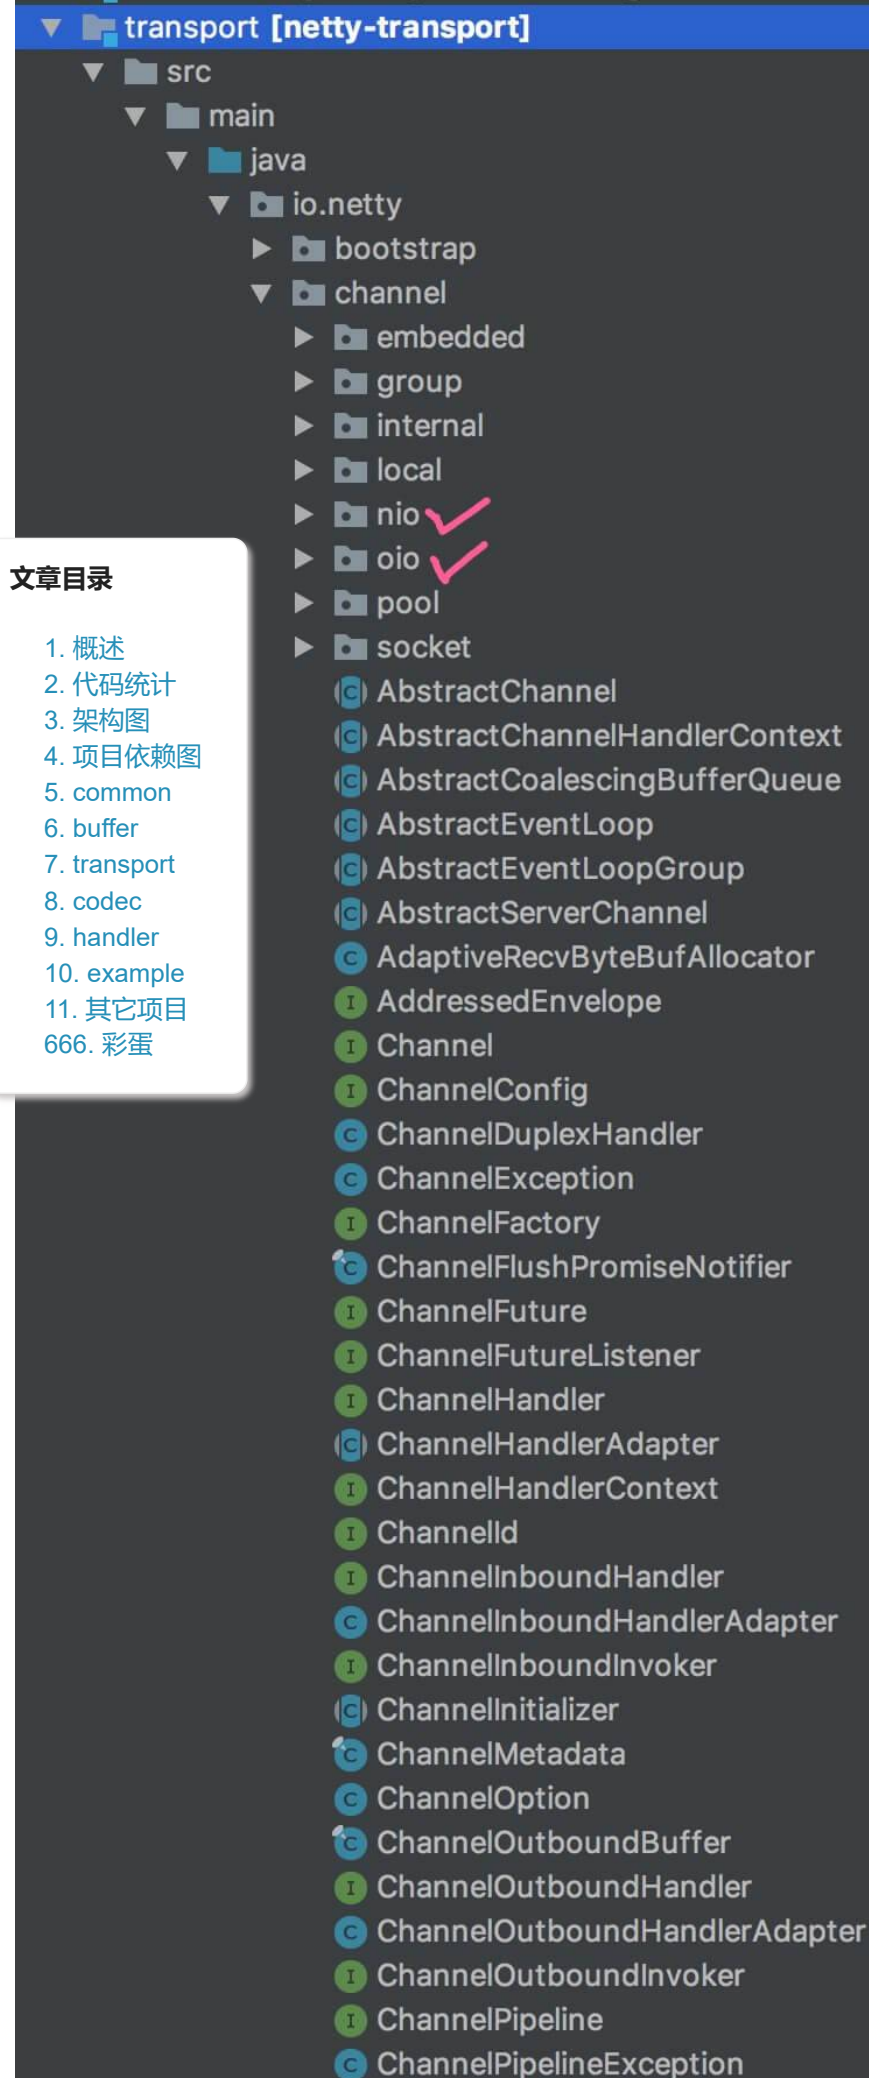 transport [netty-transport]
src
main
java
io.netty
bootstrap
channel
embedded
group
internal
local
nio
oio
pool
socket
文章目录
1. 概述
2. 代码统计
3. 架构图
4. 项目依赖图
5. common
6. buffer
7. transport
8. codec
9. handler
10. example
11. 其它项目
666. 彩蛋
AbstractChannel
AbstractChannelHandlerContext
AbstractCoalescingBufferQueue
AbstractEventLoop
AbstractEventLoopGroup
AbstractServerChannel
AdaptiveRecvByteBufAllocator
AddressedEnvelope
Channel
ChannelConfig
ChannelDuplexHandler
ChannelException
ChannelFactory
ChannelFlushPromiseNotifier
ChannelFuture
ChannelFutureListener
ChannelHandler
ChannelHandlerAdapter
ChannelHandlerContext
ChannelId
ChannelInboundHandler
ChannelInboundHandlerAdapter
ChannelInboundInvoker
ChannelInitializer
ChannelMetadata
ChannelOption
ChannelOutboundBuffer
ChannelOutboundHandler
ChannelOutboundHandlerAdapter
ChannelOutboundInvoker
ChannelPipeline
ChannelPipelineException